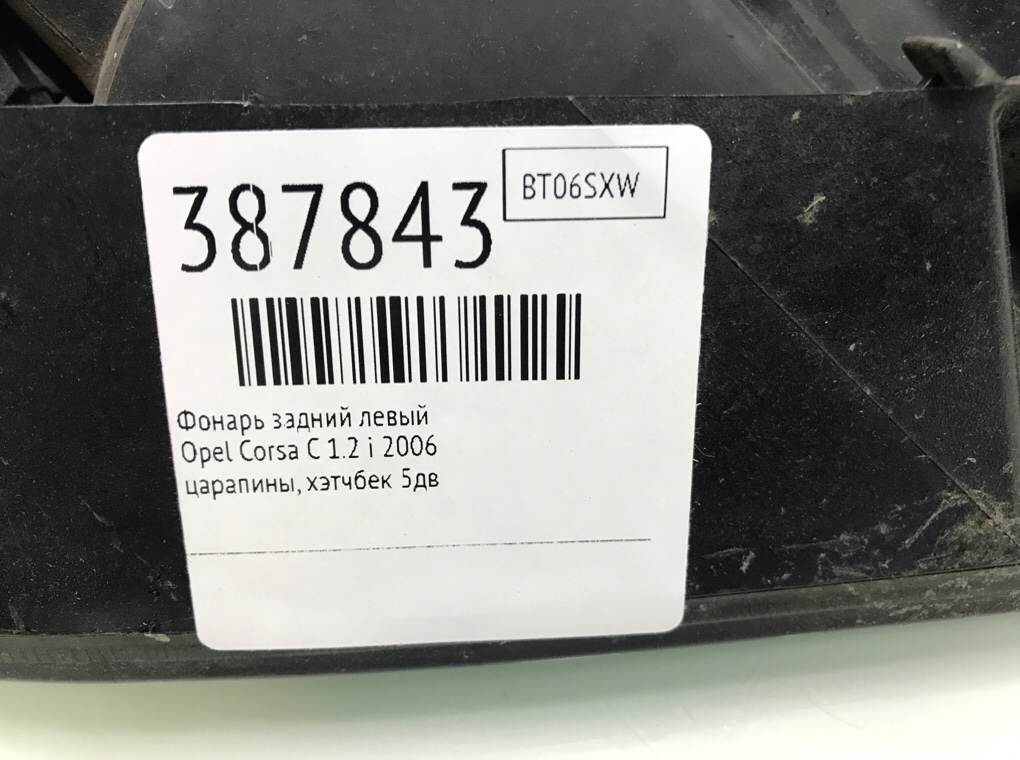 387843
BT06SXW
Фонарь задний левый
Opel Corsa C 1.2 i 2006
царапины, хэтчбек 5дв